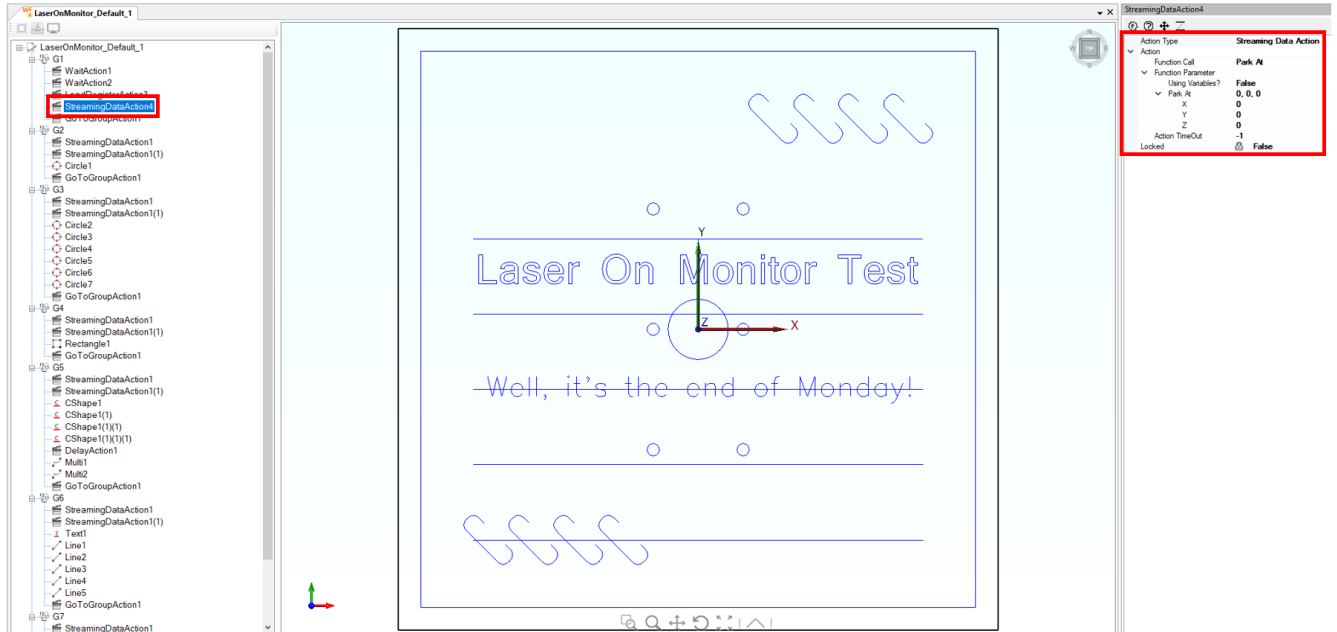 LaserOnMonitor_Default_1
StreamingDataAction4
LaserOnMonitor_Default_1
G1
WaitAction1
WaitAction2
LoadRegisterAction3
StreamingDataAction4
GoToGroupAction1
G2
StreamingDataAction1
StreamingDataAction1(1)
Circle1
GoToGroupAction1
G3
StreamingDataAction1
StreamingDataAction1(1)
Circle2
Circle3
Circle4
Circle5
Circle6
Circle7
GoToGroupAction1
G4
StreamingDataAction1
StreamingDataAction1(1)
Rectangle1
GoToGroupAction1
G5
StreamingDataAction1
StreamingDataAction1(1)
CShape1
CShape1(1)
CShape1(1)(1)
CShape1(1)(1)(1)
DelayAction1
Multi1
Multi2
GoToGroupAction1
G6
StreamingDataAction1
StreamingDataAction1(1)
Text1
Line1
Line2
Line3
Line4
Line5
GoToGroupAction1
G7
StreamingDataAction1
N
W TOP E
S
Y
Laser On Monitor Test
Z X
Well, it's the end of Monday!
Action Type Streaming Data Action
Action
Function Call Park At
Function Parameter
Using Variables? False
Park At 0, 0, 0
X 0
Y 0
Z 0
Action TimeOut -1
Locked False